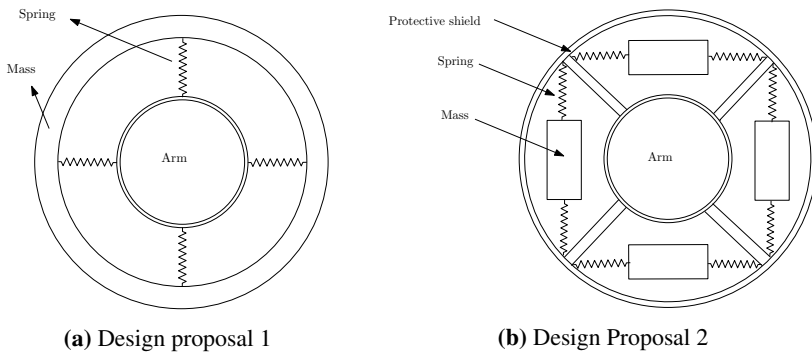 Spring
Mass
Arm
(a) Design proposal 1
Protective shield
Spring
Mass
Arm
(b) Design Proposal 2